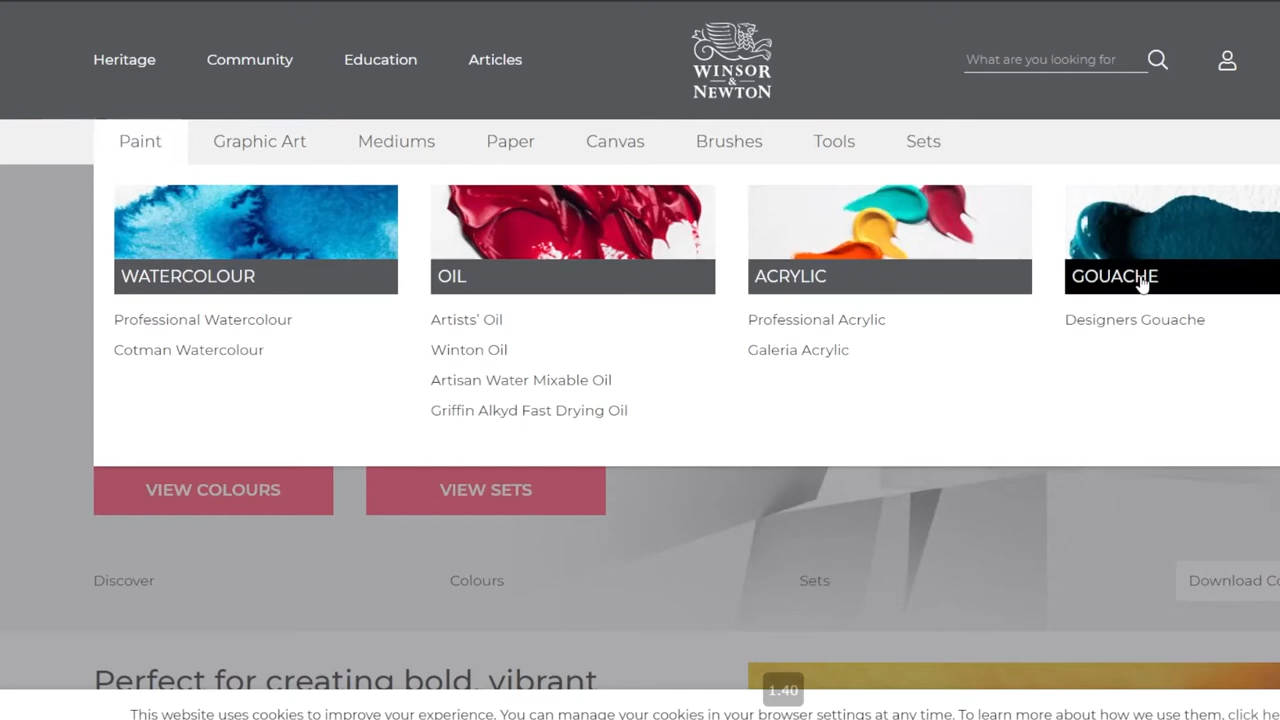 Heritage Community Education Articles
WINSOR
&
NEWTON
What are you looking for
Paint Graphic Art Mediums Paper Canvas Brushes Tools Sets
WATERCOLOUR OIL ACRYLIC GOUACHE
Professional Watercolour Artists' Oil Professional Acrylic Designers Gouache
Cotman Watercolour Winton Oil Galeria Acrylic
Artisan Water Mixable Oil
Griffin Alkyd Fast Drying Oil
VIEW COLOURS VIEW SETS
Discover Colours Sets Download Co
Perfect for creating bold, vibrant
1.40
This website uses cookies to improve your experience. You can manage your cookies in your browser settings at any time. To learn more about how we use them, click he